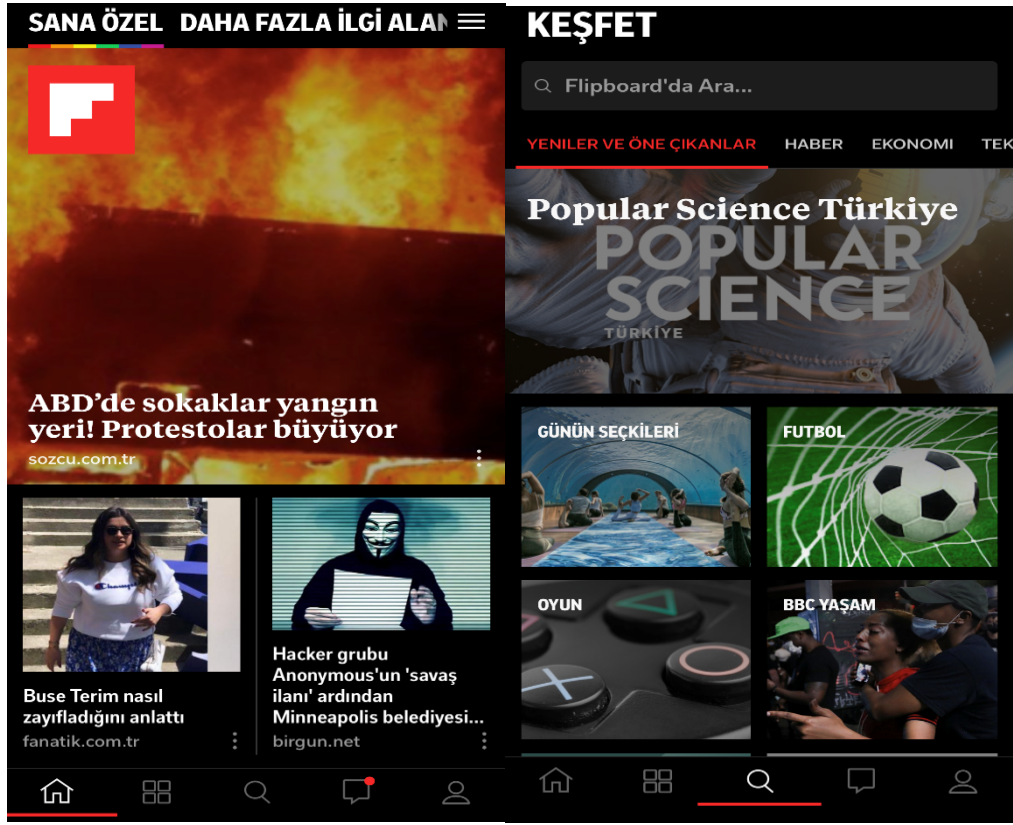 SANA ÖZEL DAHA FAZLA İLGİ ALAN
ABD’de sokaklar yangın
yeri! Protestolar büyüyor
sozcu.com.tr
Buse Terim nasıl
zayıfladığını anlattı
fanatik.com.tr
Hacker grubu
Anonymous'un 'savaş
ilanı' ardından
Minneapolis belediyesi...
birgun.net
KEŞFET
Flipboard'da Ara...
YENILER VE ÖNE ÇIKANLAR HABER EKONOMI TEK
Popular Science Türkiye
POPULAR
SCIENCE
TÜRKİYE
GÜNÜN SEÇKİLERİ
FUTBOL
OYUN
BBC YAŞAM